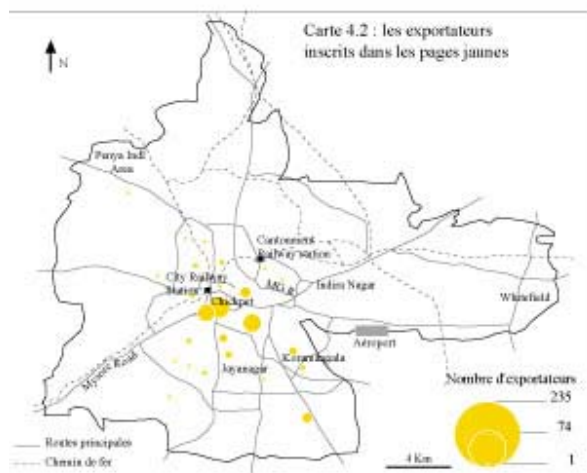 Carte 4.2 : les exportateurs
inscrits dans les pages jaunes
N
Penya Indl
Area
Cantonment
Railway station
City Railway
Station
MG R
Indira Nagar
Chickpet
Whitefield
Aéroport
Mysore Road
Koramangala
Jayanagar
Nombre d'exportateurs
235
74
1
Routes principales
Chemin de fer
4 Km